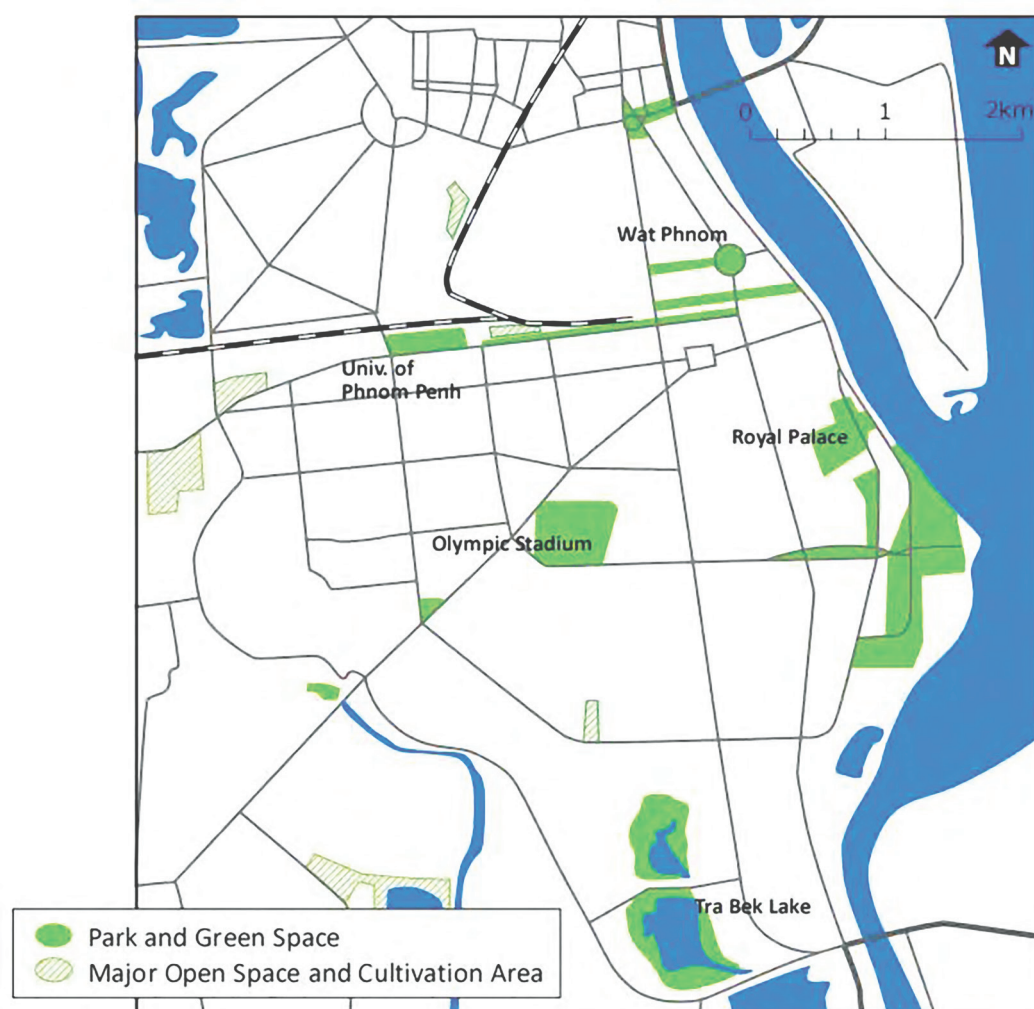 N
0 1 2km
Wat Phnom
Univ. of
Phnom Penh
Royal Palace
Olympic Stadium
Tra Bek Lake
Park and Green Space
Major Open Space and Cultivation Area